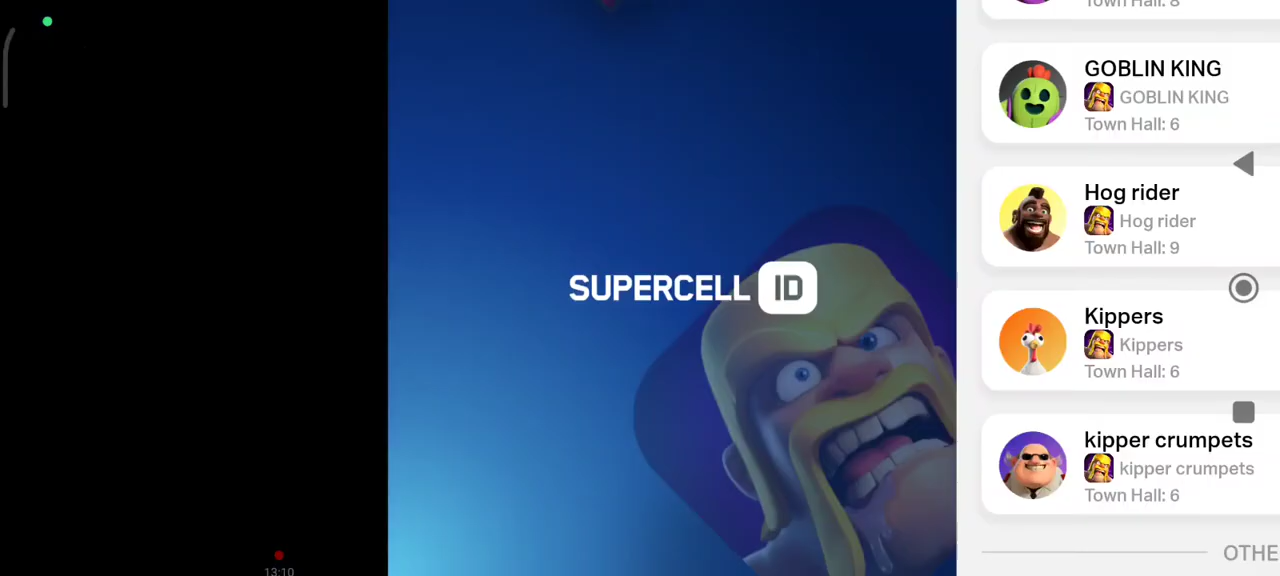 Town Hall: 8
GOBLIN KING
GOBLIN KING
Town Hall: 6
Hog rider
Hog rider
Town Hall: 9
SUPERCELL ID
Kippers
Kippers
Town Hall: 6
kipper crumpets
kipper crumpets
Town Hall: 6
OTHE
13:10